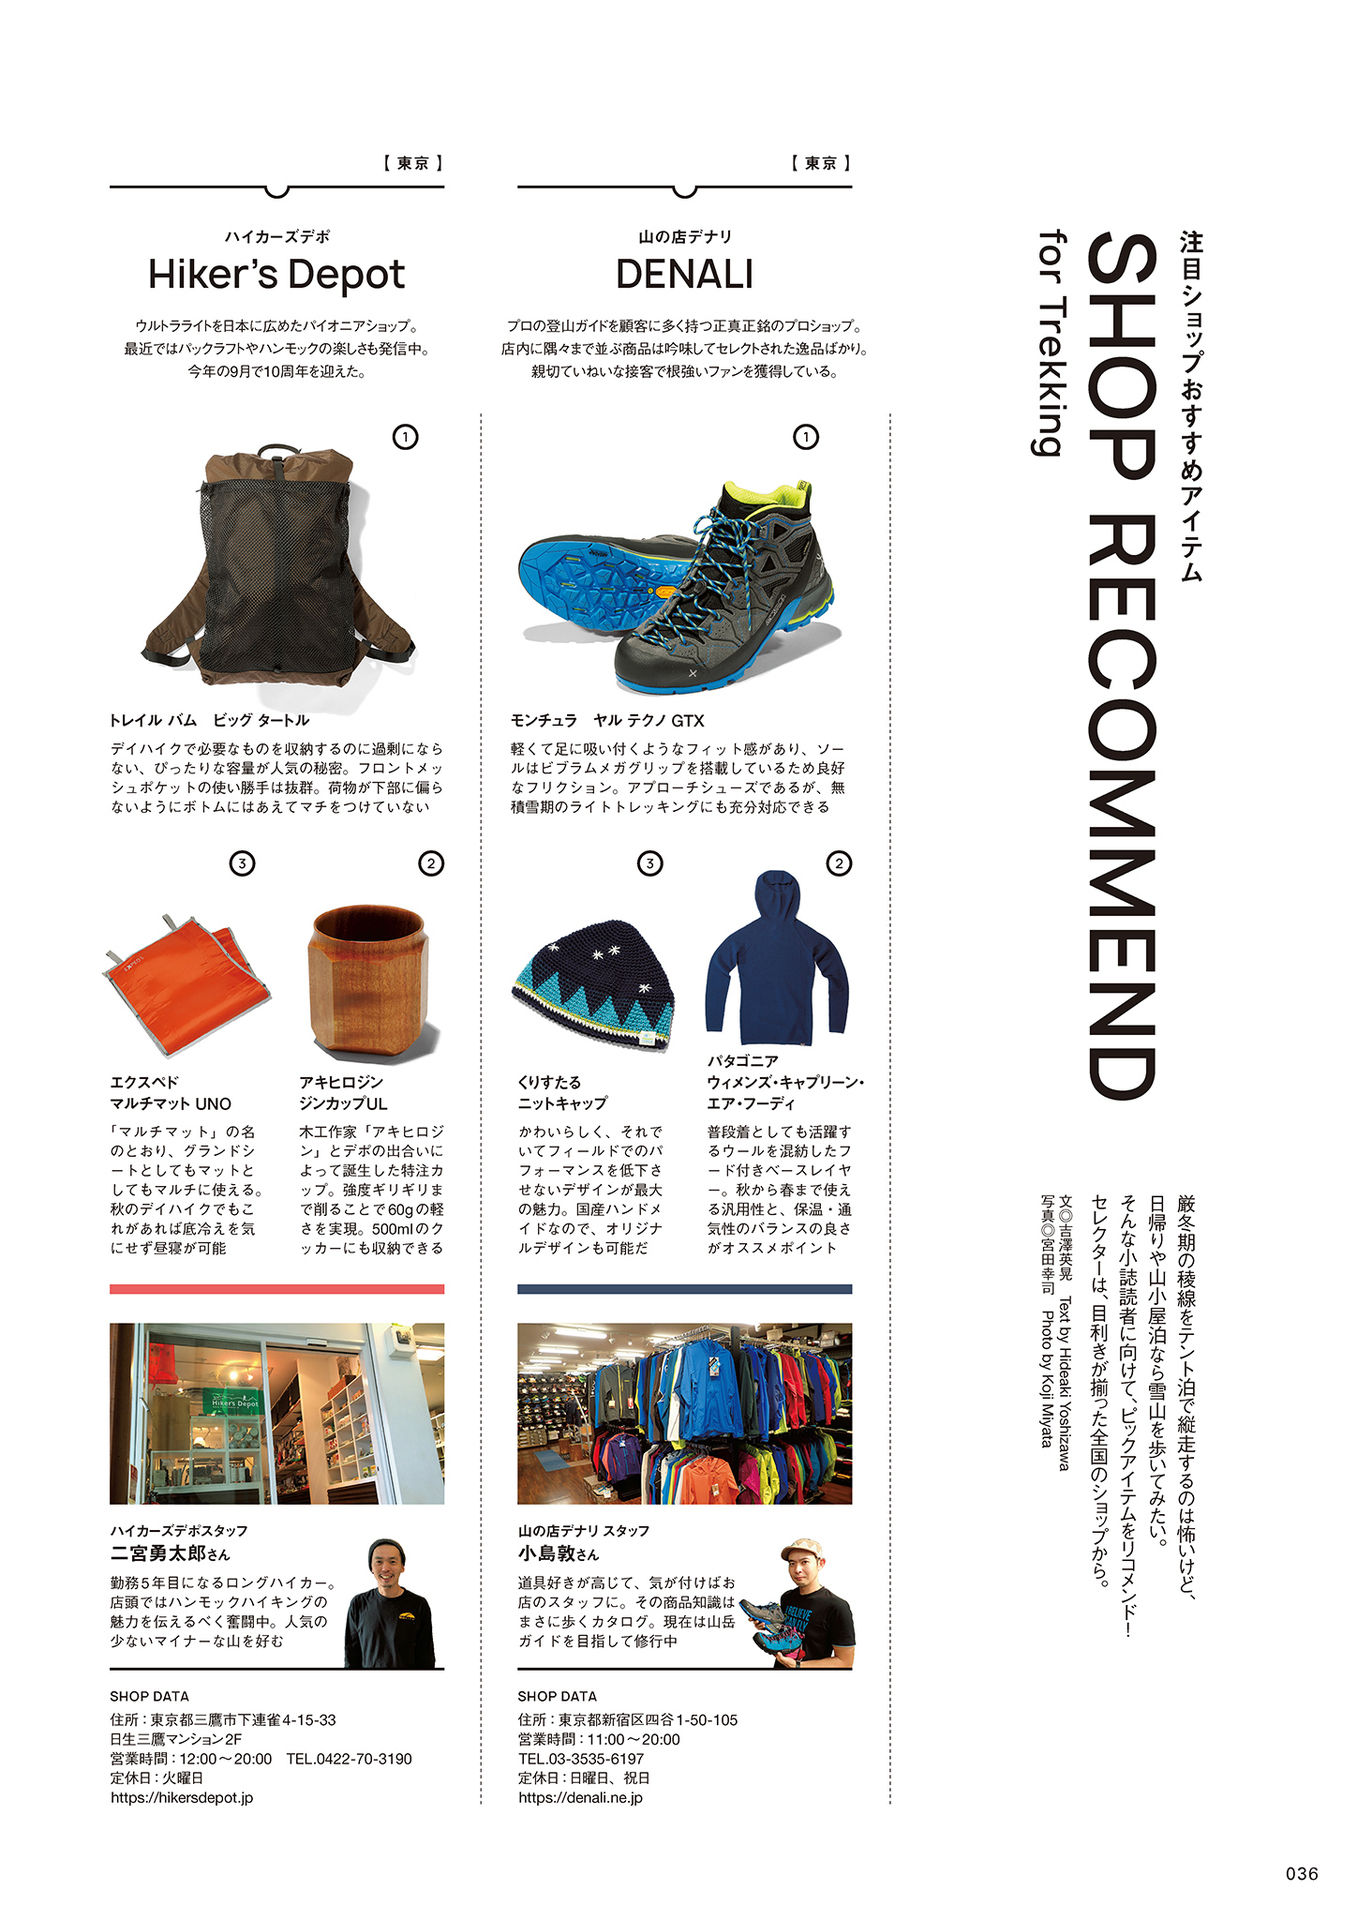 注目ショップおすすめアイテム
SHOP RECOMMEND
for Trekking
厳冬期の稜線をテント泊で縦走するのは怖いけど、
日帰りや山小屋泊なら雪山を歩いてみたい。
そんな小誌読者に向けて、ピックアイテムをリコメンド！
セレクターは、目利きが揃った全国のショップから。
文◎吉澤英晃　Text by Hideaki Yoshizawa
写真◎宮田幸司　Photo by Koji Miyata
【 東京 】
山の店デナリ
DENALI
プロの登山ガイドを顧客に多く持つ正真正銘のプロショップ。
店内に隅々まで並ぶ商品は吟味してセレクトされた逸品ばかり。
親切ていねいな接客で根強いファンを獲得している。
1
モンチュラ　ヤル テクノ GTX
軽くて足に吸い付くようなフィット感があり、ソー
ルはビブラムメガグリップを搭載しているため良好
なフリクション。アプローチシューズであるが、無
積雪期のライトトレッキングにも充分対応できる
2
パタゴニア
ウィメンズ・キャプリーン・
エア・フーディ
普段着としても活躍す
るウールを混紡したフ
ード付きベースレイヤ
ー。秋から春まで使え
る汎用性と、保温・通
気性のバランスの良さ
がオススメポイント
3
くりすたる
ニットキャップ
かわいらしく、それで
いてフィールドでのパ
フォーマンスを低下さ
せないデザインが最大
の魅力。国産ハンドメ
イドなので、オリジナ
ルデザインも可能だ
山の店デナリ スタッフ
小島敦さん
道具好きが高じて、気が付けばお
店のスタッフに。その商品知識は
まさに歩くカタログ。現在は山岳
ガイドを目指して修行中
I BELIEVE
SHOP DATA
住所：東京都新宿区四谷1-50-105
営業時間：11:00～20:00
TEL.03-3535-6197
定休日：日曜日、祝日
https://denali.ne.jp
【 東京 】
ハイカーズデポ
Hiker's Depot
ウルトラライトを日本に広めたパイオニアショップ。
最近ではパックラフトやハンモックの楽しさも発信中。
今年の9月で10周年を迎えた。
1
トレイル バム　ビッグ タートル
デイハイクで必要なものを収納するのに過剰になら
ない、ぴったりな容量が人気の秘密。フロントメッ
シュポケットの使い勝手は抜群。荷物が下部に偏ら
ないようにボトムにはあえてマチをつけていない
2
アキヒロジン
ジンカップUL
木工作家「アキヒロジ
ン」とデポの出合いに
よって誕生した特注カ
ップ。強度ギリギリま
で削ることで60gの軽
さを実現。500mlのク
ッカーにも収納できる
3
EXPED
エクスペド
マルチマット UNO
「マルチマット」の名
のとおり、グランドシ
ートとしてもマットと
してもマルチに使える。
秋のデイハイクでもこ
れがあれば底冷えを気
にせず昼寝が可能
Hiker's Depot
ハイカーズデポスタッフ
二宮勇太郎さん
勤務5年目になるロングハイカー。
店頭ではハンモックハイキングの
魅力を伝えるべく奮闘中。人気の
少ないマイナーな山を好む
SHOP DATA
住所：東京都三鷹市下連雀4-15-33
日生三鷹マンション2F
営業時間：12:00～20:00　TEL.0422-70-3190
定休日：火曜日
https://hikersdepot.jp
036